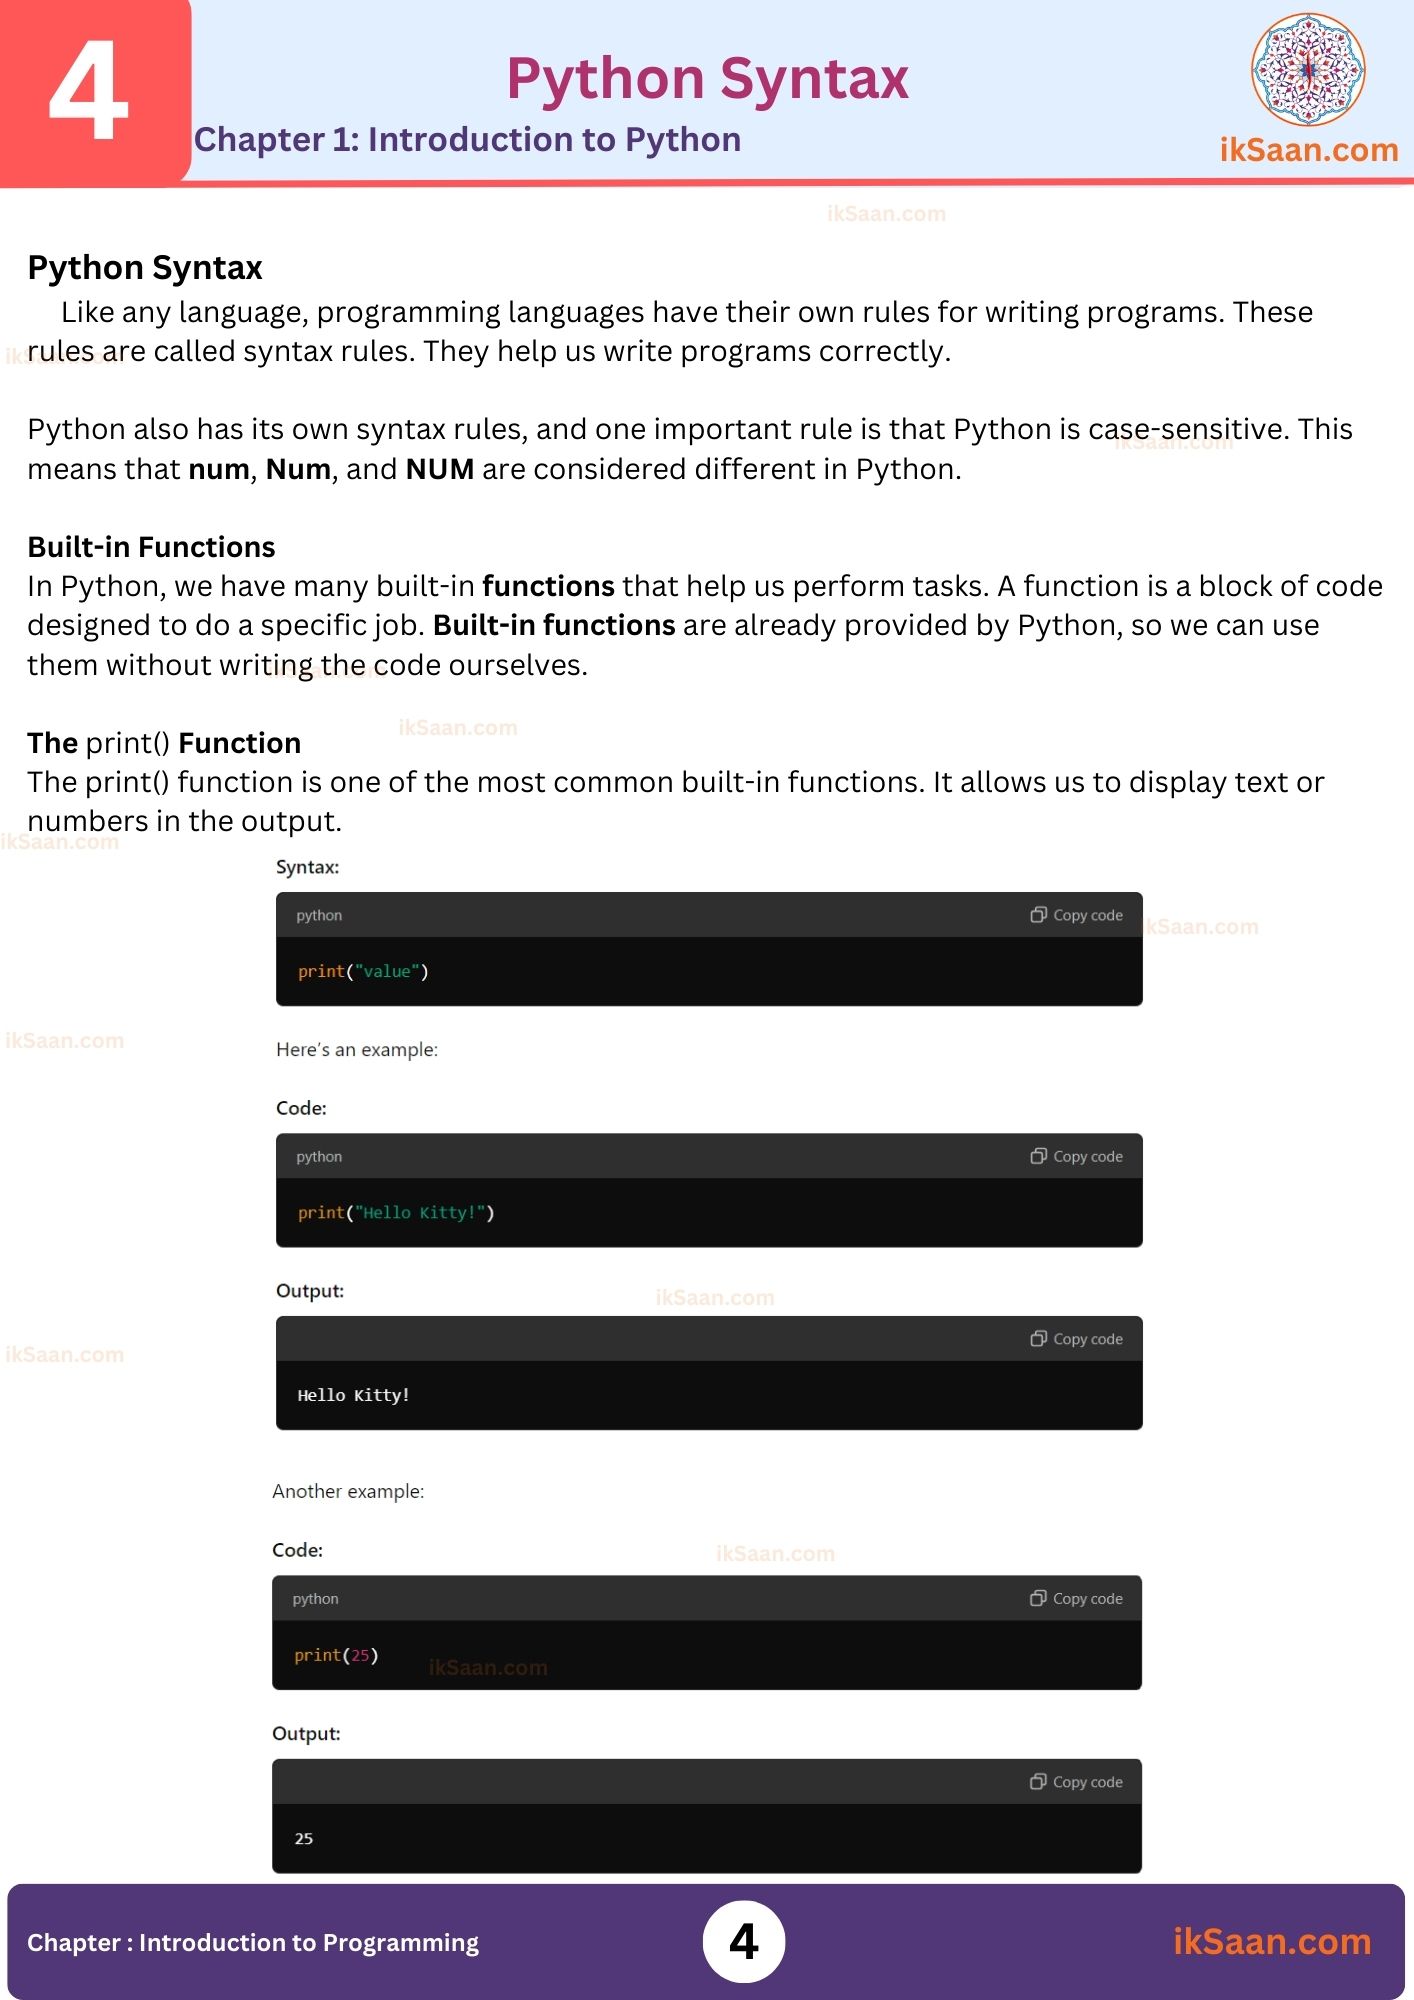 4
Python Syntax
Chapter 1: Introduction to Python
ikSaan.com
ikSaan.com
Python Syntax
Like any language, programming languages have their own rules for writing programs. These
rules are called syntax rules. They help us write programs correctly.
ikSaan.com
Python also has its own syntax rules, and one important rule is that Python is case-sensitive. This
ikSaan.com
means that num, Num, and NUM are considered different in Python.
Built-in Functions
In Python, we have many built-in functions that help us perform tasks. A function is a block of code
designed to do a specific job. Built-in functions are already provided by Python, so we can use
them without writing the code ourselves.
ikSaan.com
ikSaan.com
The print() Function
The print() function is one of the most common built-in functions. It allows us to display text or
numbers in the output.
ikSaan.com
Syntax:
python Copy code
ikSaan.com
print("value")
ikSaan.com
Here's an example:
Code:
python Copy code
print("Hello Kitty!")
Output:
ikSaan.com
Copy code
ikSaan.com
Hello Kitty!
Another example:
Code:
ikSaan.com
python Copy code
print(25)
ikSaan.com
Output:
Copy code
25
Chapter : Introduction to Programming
4
ikSaan.com